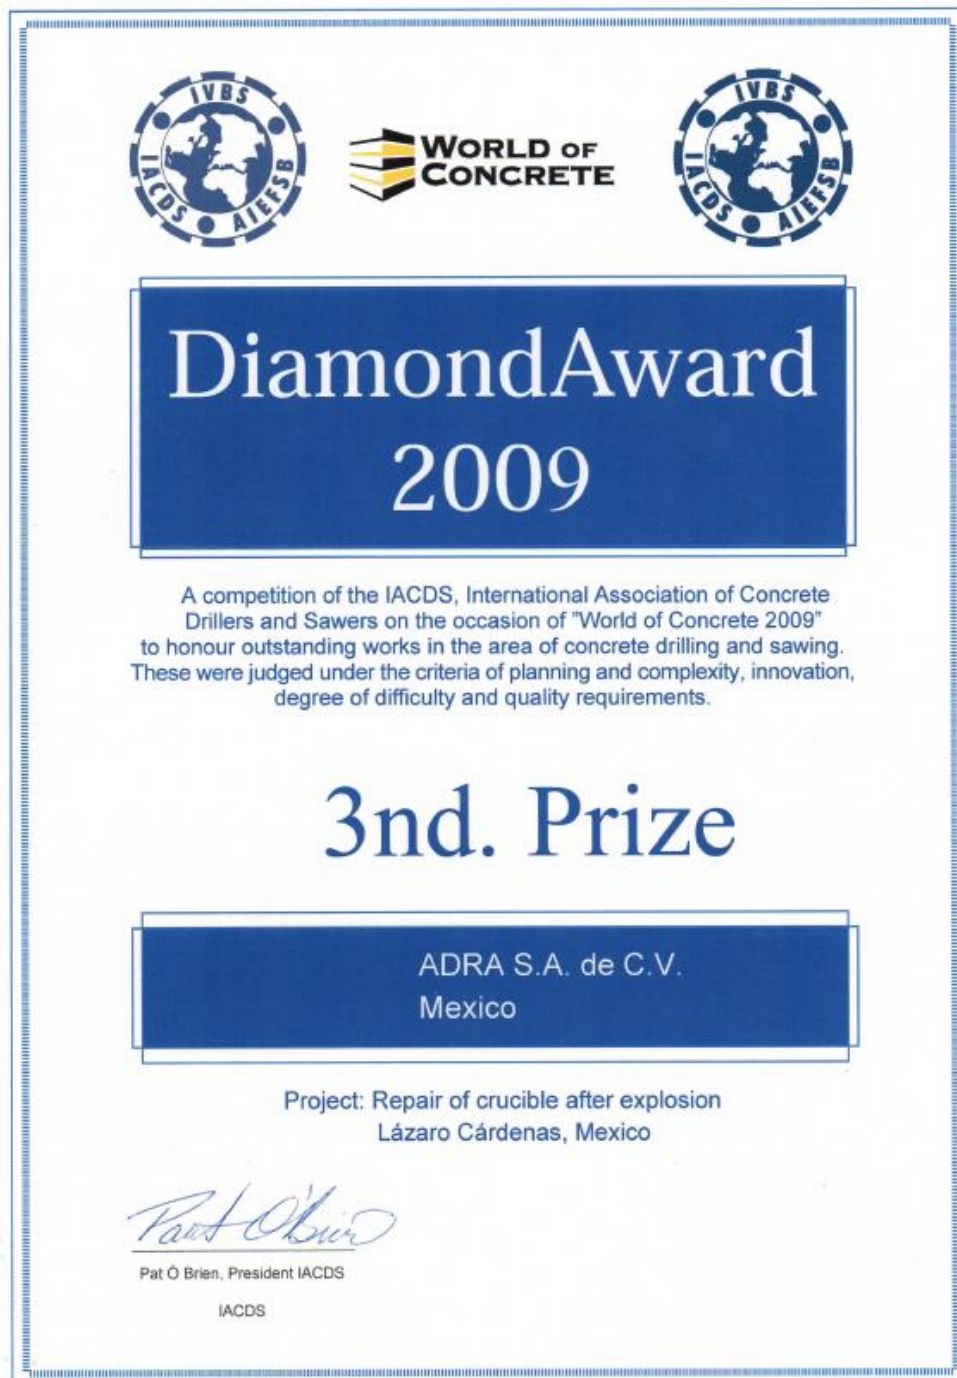 IVBS
IACDS
AIEFSB
WORLD OF
CONCRETE
IVBS
IACDS
AIEFSB
DiamondAward
2009
A competition of the IACDS, International Association of Concrete
Drillers and Sawers on the occasion of "World of Concrete 2009"
to honour outstanding works in the area of concrete drilling and sawing.
These were judged under the criteria of planning and complexity, innovation,
degree of difficulty and quality requirements.
3nd. Prize
ADRA S.A. de C.V.
Mexico
Project: Repair of crucible after explosion
Lázaro Cárdenas, Mexico
Pat O'Brien
Pat Ó Brien, President IACDS
IACDS